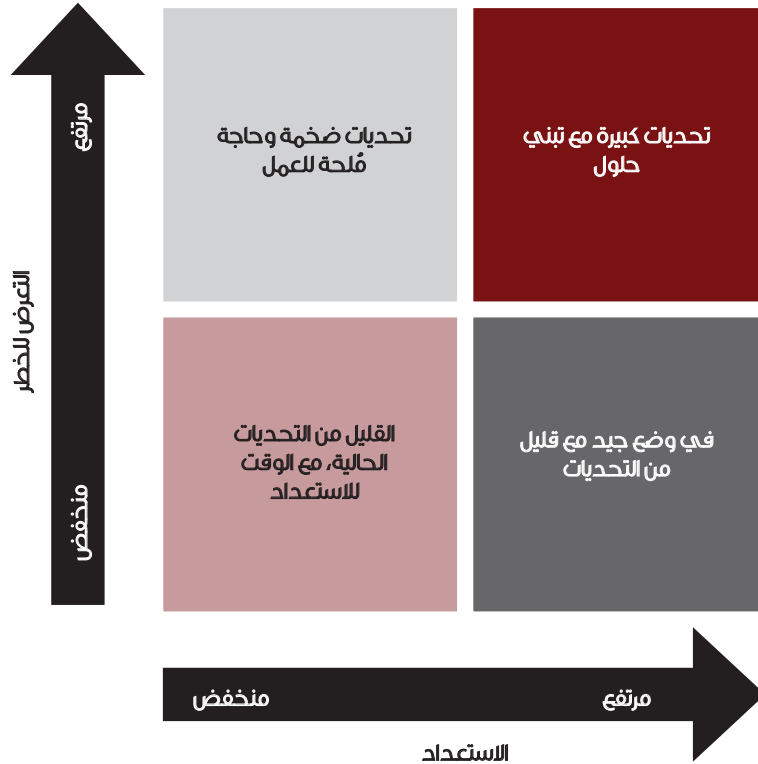 تحديات كبيرة مع تبني
حلول
تحديات ضخمة وحاجة
مُلحة للعمل
مرتفع
التعرض للخطر
في وضع جيد مع قليل
من التحديات
القليل من التحديات
الحالية، مع الوقت
للاستعداد
منخفض
مرتفع
منخفض
الاستعداد